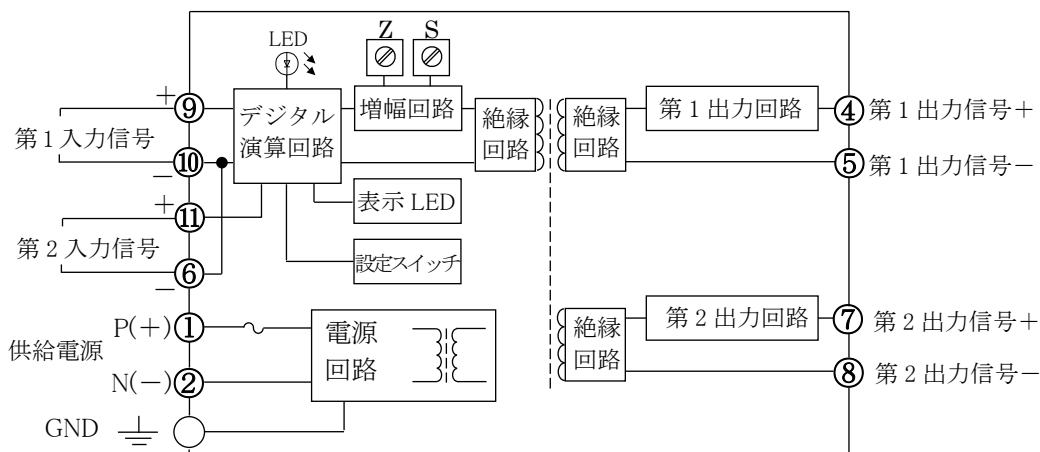 Z S
LED
+
⑨
デジタル
演算回路
増幅回路
絶縁
回路
絶縁
回路
第1出力回路
④
第1出力信号+
第1入力信号
⑩
−
⑤
第1出力信号−
+
⑪
表示 LED
第2入力信号
設定スイッチ
⑥
−
P(+)
①
供給電源
電源
回路
N(−)
②
GND
絶縁
回路
第2出力回路
⑦
第2出力信号+
⑧
第2出力信号−